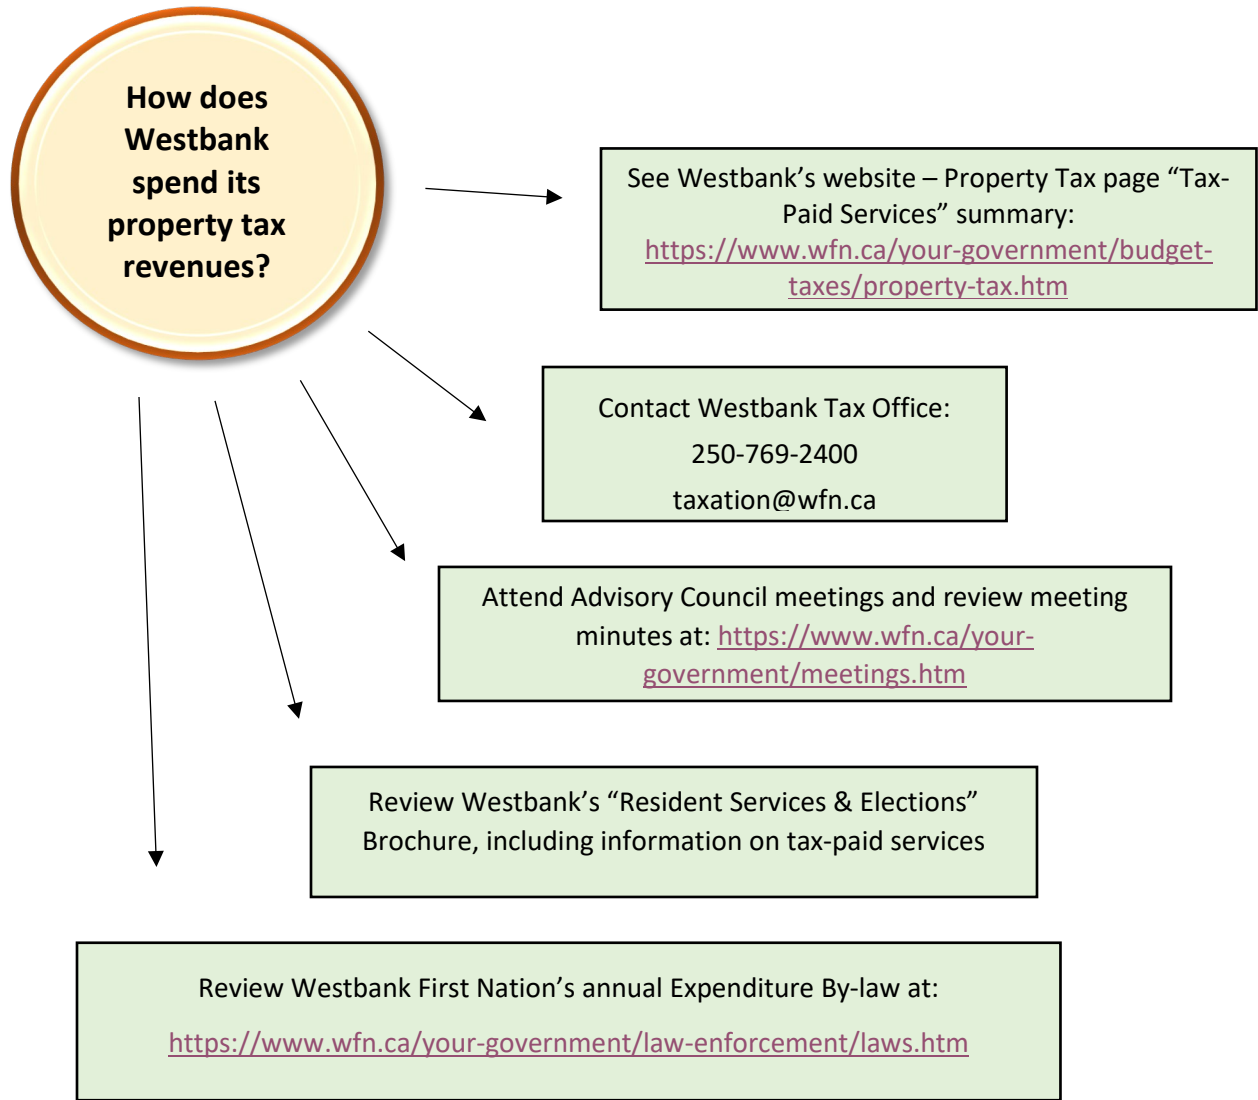 How does
Westbank
spend its
property tax
revenues?
See Westbank’s website – Property Tax page “Tax-
Paid Services” summary:
https://www.wfn.ca/your-government/budget-
taxes/property-tax.htm
Contact Westbank Tax Office:
250-769-2400
taxation@wfn.ca
Attend Advisory Council meetings and review meeting
minutes at: https://www.wfn.ca/your-
government/meetings.htm
Review Westbank’s “Resident Services & Elections”
Brochure, including information on tax-paid services
Review Westbank First Nation’s annual Expenditure By-law at:
https://www.wfn.ca/your-government/law-enforcement/laws.htm